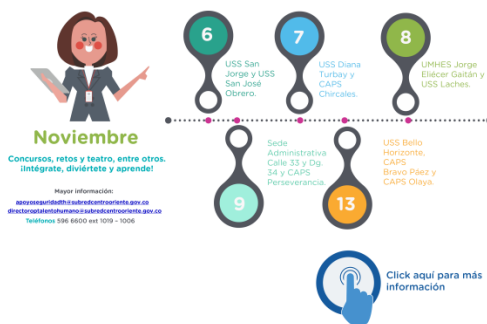 6
USS San
Jorge y USS
San José
Obrero.
7
USS Diana
Turbay y
CAPS
Chircales.
8
UMHES Jorge
Eliécer Gaitán y
USS Laches.
Noviembre
Concursos, retos y teatro, entre otros.
¡Intégrate, diviértete y aprende!
Mayor información:
apoyoseguridadth@subredcentrooriente.gov.co
directoroptalentohumano@subredcentrooriente.gov.co
Teléfonos 596 6600 ext 1019 - 1006
Sede
Administrativa
Calle 33 y Dg.
34 y CAPS
Perseverancia.
9
USS Bello
Horizonte,
CAPS
Bravo Páez y
CAPS Olaya.
13
Click aquí para más
información